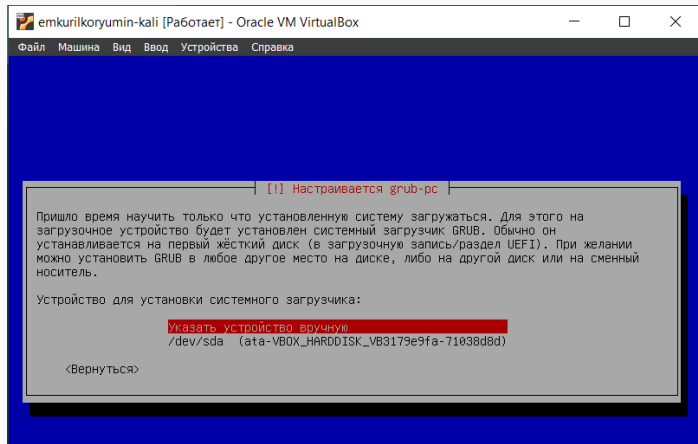 emkurilkoryumin-kali [Работает] - Oracle VM VirtualBox
Файл Машина Вид Ввод Устройства Справка
[!] Настраивается grub-pc
Пришло время научить только что установленную систему загружаться. Для этого на
загрузочное устройство будет установлен системный загрузчик GRUB. Обычно он
устанавливается на первый жёсткий диск (в загрузочную запись/раздел UEFI). При желании
можно установить GRUB в любое другое место на диске, либо на другой диск или на сменный
носитель.
Устройство для установки системного загрузчика:
Указать устройство вручную
/dev/sda (ata-VBOX_HARDDISK_VB3179e9fa-71038d8d)
<Вернуться>